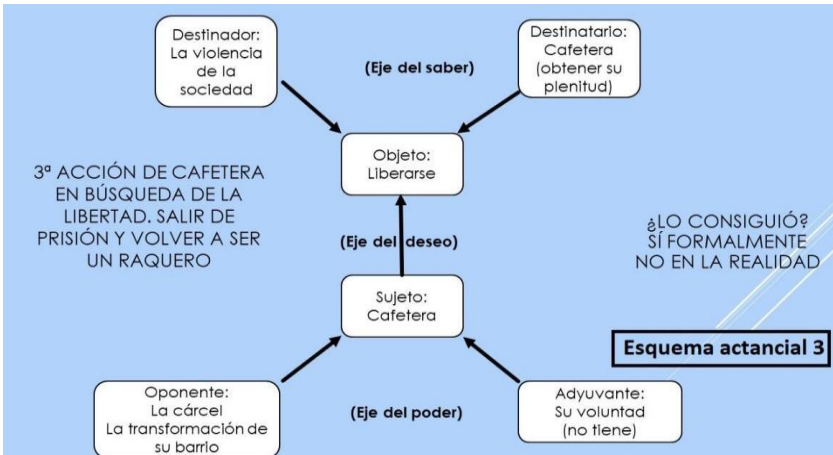 Destinador:
La violencia
de la
sociedad
(Eje del saber)
Destinatario:
Cafetera
(obtener su
plenitud)
Objeto:
Liberarse
3ª ACCIÓN DE CAFETERA
EN BÚSQUEDA DE LA
LIBERTAD. SALIR DE
PRISIÓN Y VOLVER A SER
UN RAQUERO
(Eje del deseo)
¿LO CONSIGUIÓ?
SÍ FORMALMENTE
NO EN LA REALIDAD
Sujeto:
Cafetera
Esquema actancial 3
Oponente:
La cárcel
La transformación de
su barrio
(Eje del poder)
Adyuvante:
Su voluntad
(no tiene)